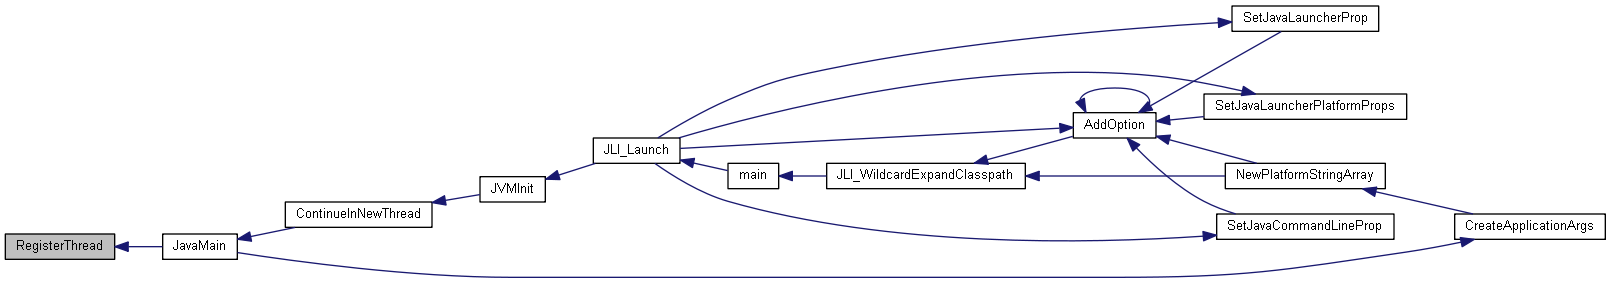 SetJavaLauncherProp
SetJavaLauncherPlatformProps
AddOption
JLI_Launch
main
JLI_WildcardExpandClasspath
NewPlatformStringArray
JVMInit
ContinueInNewThread
SetJavaCommandLineProp
CreateApplicationArgs
RegisterThread
JavaMain